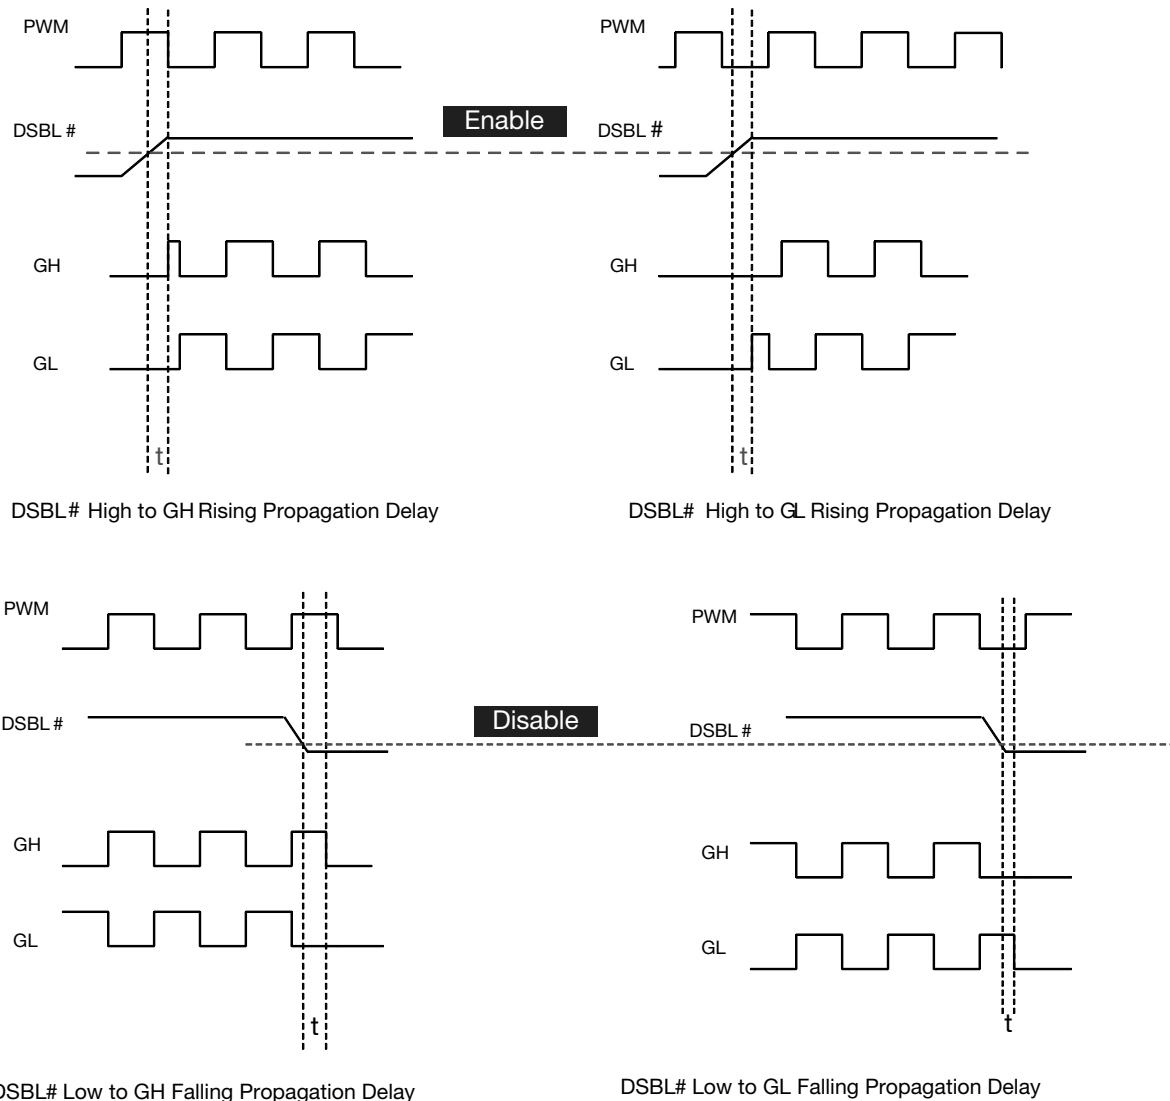 PWM
PWM
DSBL #
Enable
DSBL #
GH
GH
GL
GL
t
t
DSBL# High to GH Rising Propagation Delay
DSBL# High to GL Rising Propagation Delay
PWM
PWM
DSBL #
Disable
DSBL #
GH
GH
GL
GL
t
t
DSBL# Low to GH Falling Propagation Delay
DSBL# Low to GL Falling Propagation Delay